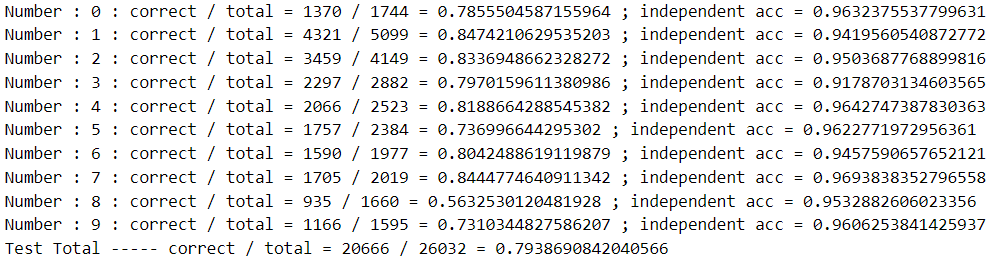 Number : 0 : correct / total = 1370 / 1744 = 0.7855504587155964 ; independent acc = 0.9632375537799631
Number : 1 : correct / total = 4321 / 5099 = 0.8474210629535203 ; independent acc = 0.9419560540872772
Number : 2 : correct / total = 3459 / 4149 = 0.8336948662328272 ; independent acc = 0.9503687768899816
Number : 3 : correct / total = 2297 / 2882 = 0.7970159611380986 ; independent acc = 0.9178703134603565
Number : 4 : correct / total = 2066 / 2523 = 0.8188664288545382 ; independent acc = 0.9642747387830363
Number : 5 : correct / total = 1757 / 2384 = 0.736996644295302 ; independent acc = 0.9622771972956361
Number : 6 : correct / total = 1590 / 1977 = 0.8042488619119879 ; independent acc = 0.9457590657652121
Number : 7 : correct / total = 1705 / 2019 = 0.8444774640911342 ; independent acc = 0.9693838352796558
Number : 8 : correct / total = 935 / 1660 = 0.5632530120481928 ; independent acc = 0.9532882606023356
Number : 9 : correct / total = 1166 / 1595 = 0.7310344827586207 ; independent acc = 0.9606253841425937
Test Total ----- correct / total = 20666 / 26032 = 0.7938690842040566